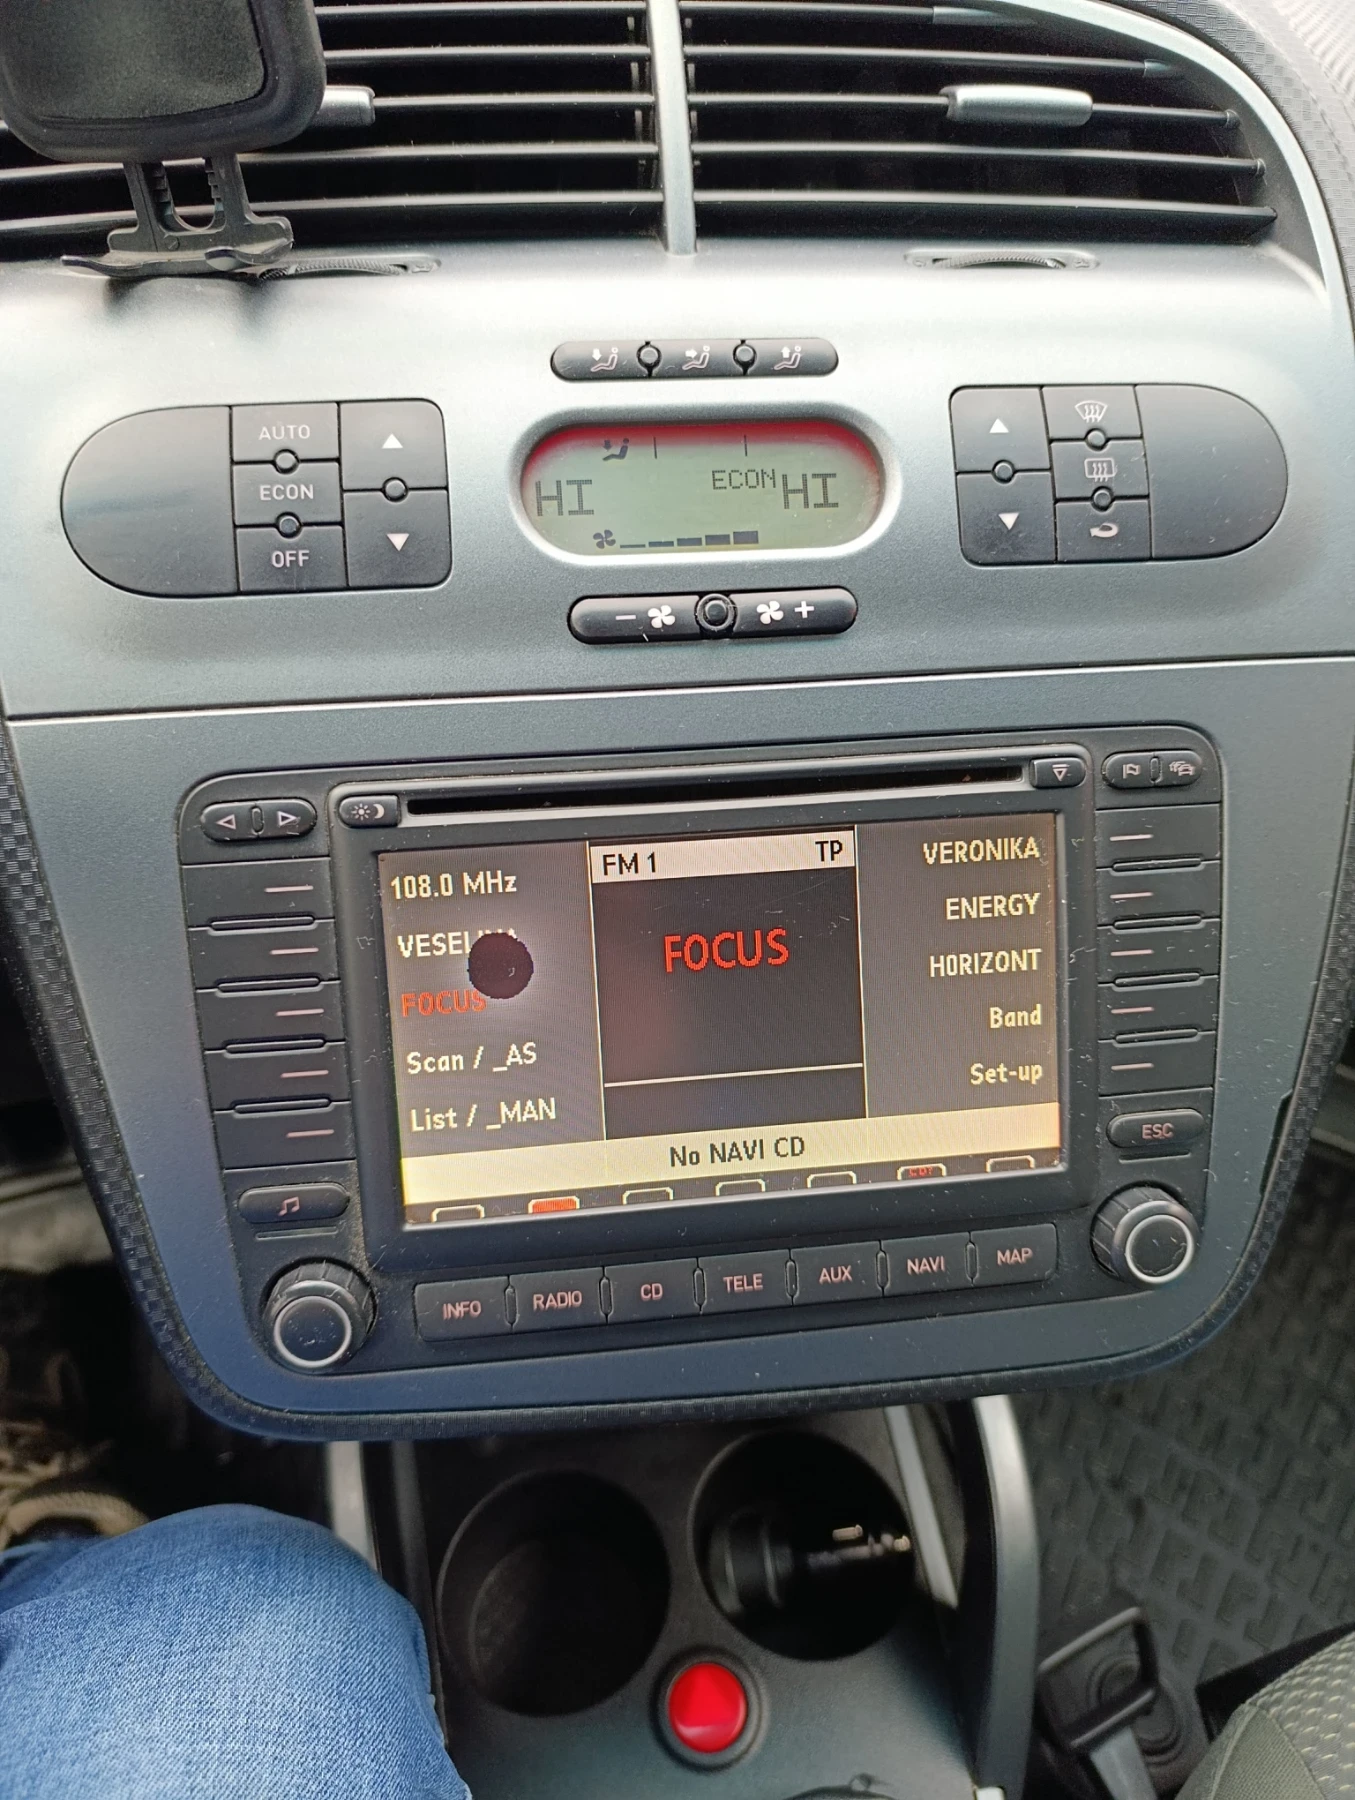 AUTO
ECON
OFF
ECON
HI
HI
- +
108.0 MHz
FM 1
TP
VERONIKA
VESELINA
FOCUS
ENERGY
FOCUS
HORIZONT
Scan / _AS
Band
List / _MAN
Set-up
No NAVI CD
ESC
INFO
RADIO
CD
TELE
AUX
NAVI
MAP